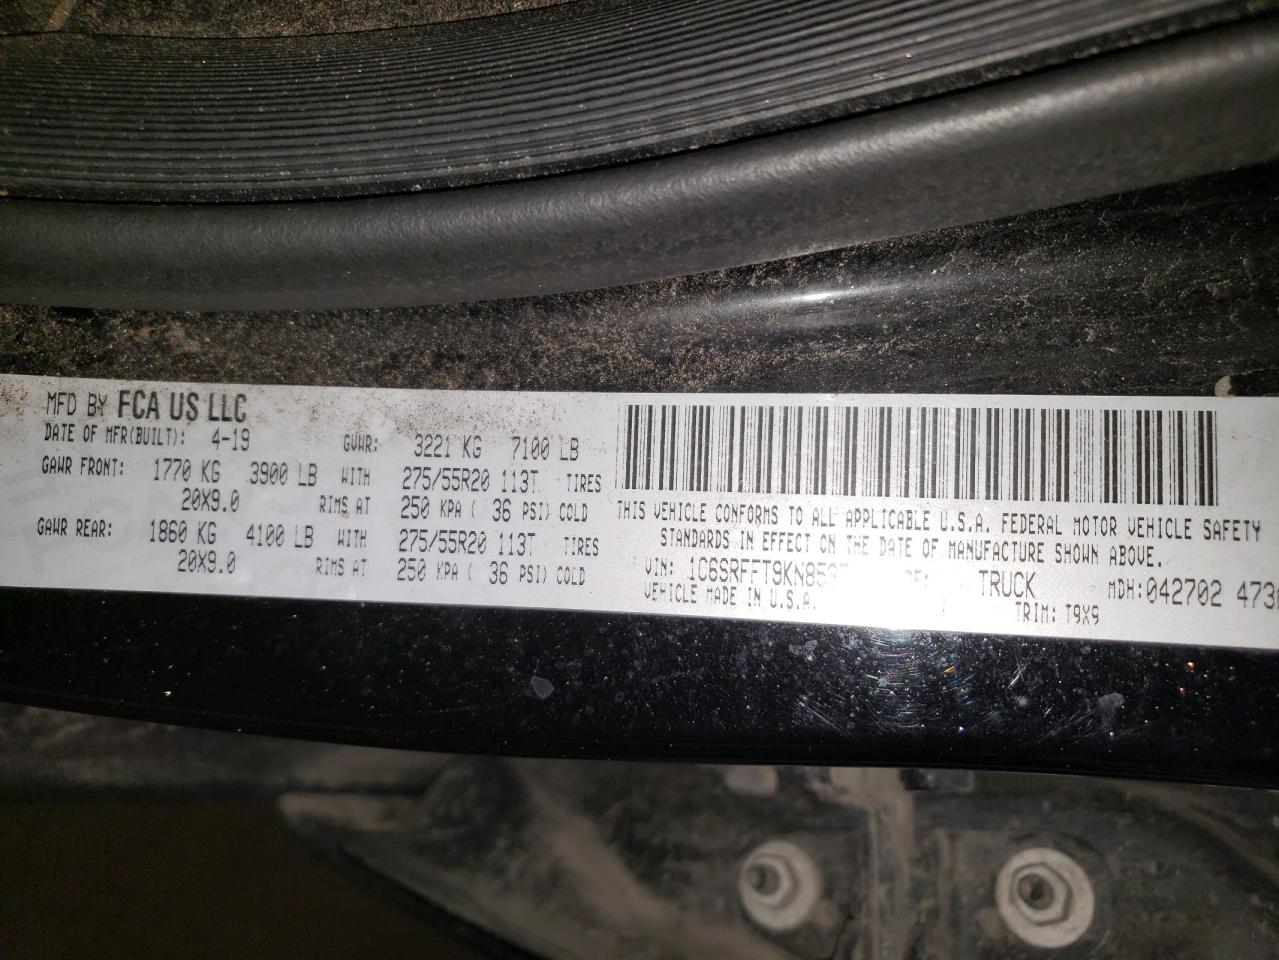 MFD BY FCA US LLC
DATE OF MFR(BUILT): 4-19 GVWR: 3221 KG 7100 LB
GAWR FRONT: 1770 KG 3900 LB WITH 275/55R20 113T TIRES
20X9.0 RIMS AT 250 KPA ( 36 PSI) COLD
GAWR REAR: 1860 KG 4100 LB WITH 275/55R20 113T TIRES
20X9.0 RIMS AT 250 KPA ( 36 PSI) COLD
THIS VEHICLE CONFORMS TO ALL APPLICABLE U.S.A. FEDERAL MOTOR VEHICLE SAFETY
STANDARDS IN EFFECT ON THE DATE OF MANUFACTURE SHOWN ABOVE.
VIN: TRUCK MDH:042702
VEHICLE MADE IN U.S.A. TRIM: T9X9